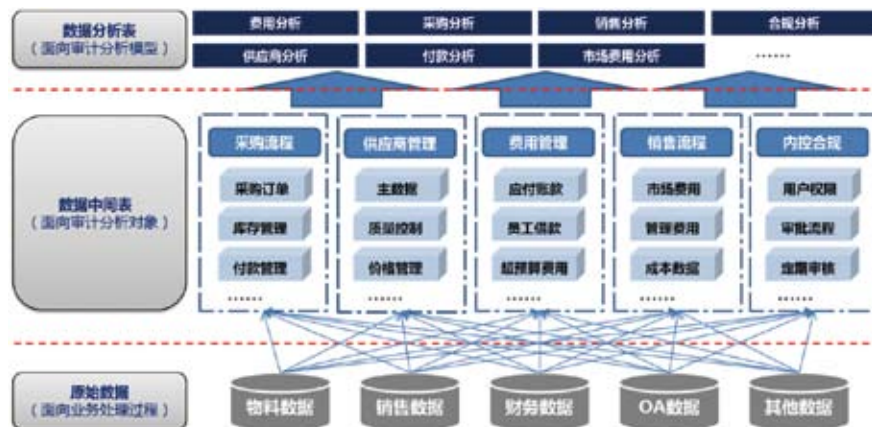 数据分析表
（面向审计分析模型）
费用分析
采购分析
销售分析
合规分析
供应商分析
付款分析
市场费用分析
……
数据中间表
（面向审计分析对象）
采购流程
采购订单
库存管理
付款管理
……
供应商管理
主数据
质量控制
价格管理
……
费用管理
应付账款
员工借款
超预算费用
……
销售流程
市场费用
管理费用
成本数据
……
内控合规
用户权限
审批流程
定期审核
……
原始数据
（面向业务处理过程）
物料数据
销售数据
财务数据
OA数据
其他数据